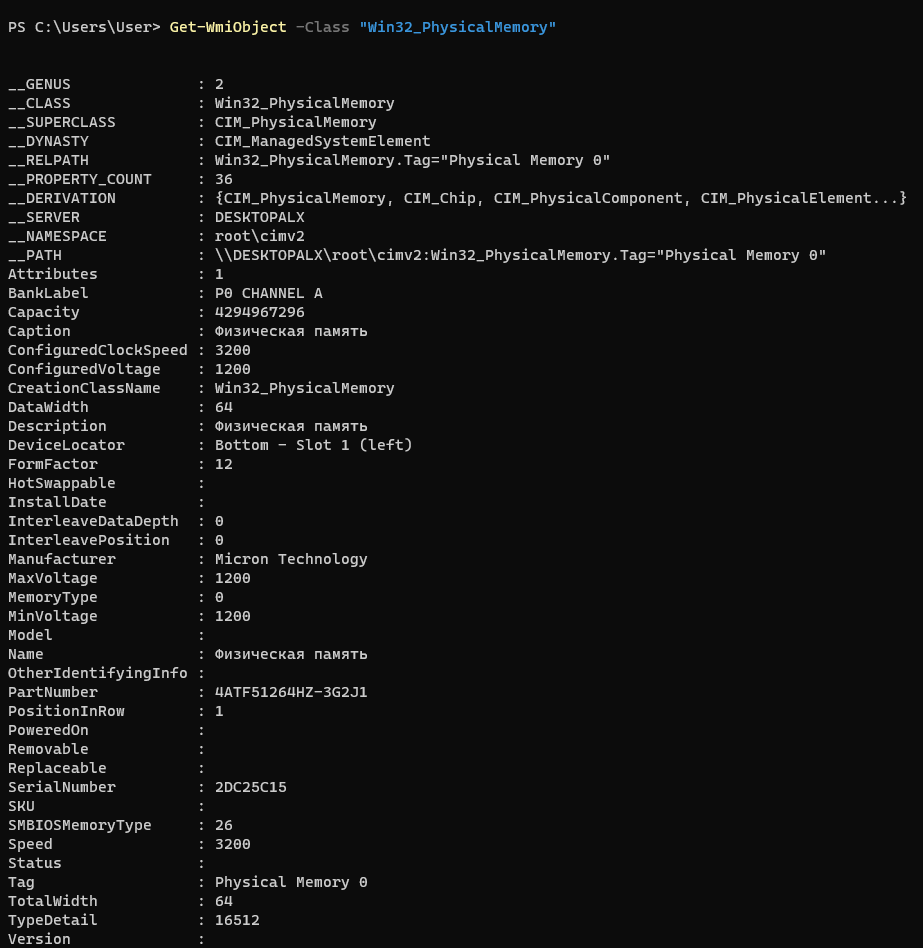 PS C:\Users\User> Get-WmiObject -Class "Win32_PhysicalMemory"
__GENUS : 2
__CLASS : Win32_PhysicalMemory
__SUPERCLASS : CIM_PhysicalMemory
__DYNASTY : CIM_ManagedSystemElement
__RELPATH : Win32_PhysicalMemory.Tag="Physical Memory 0"
__PROPERTY_COUNT : 36
__DERIVATION : {CIM_PhysicalMemory, CIM_Chip, CIM_PhysicalComponent, CIM_PhysicalElement...}
__SERVER : DESKTOPALX
__NAMESPACE : root\cimv2
__PATH : \\DESKTOPALX\root\cimv2:Win32_PhysicalMemory.Tag="Physical Memory 0"
Attributes : 1
BankLabel : P0 CHANNEL A
Capacity : 4294967296
Caption : Физическая память
ConfiguredClockSpeed : 3200
ConfiguredVoltage : 1200
CreationClassName : Win32_PhysicalMemory
DataWidth : 64
Description : Физическая память
DeviceLocator : Bottom - Slot 1 (left)
FormFactor : 12
HotSwappable :
InstallDate :
InterleaveDataDepth : 0
InterleavePosition : 0
Manufacturer : Micron Technology
MaxVoltage : 1200
MemoryType : 0
MinVoltage : 1200
Model :
Name : Физическая память
OtherIdentifyingInfo :
PartNumber : 4ATF51264HZ-3G2J1
PositionInRow : 1
PoweredOn :
Removable :
Replaceable :
SerialNumber : 2DC25C15
SKU :
SMBIOSMemoryType : 26
Speed : 3200
Status :
Tag : Physical Memory 0
TotalWidth : 64
TypeDetail : 16512
Version :